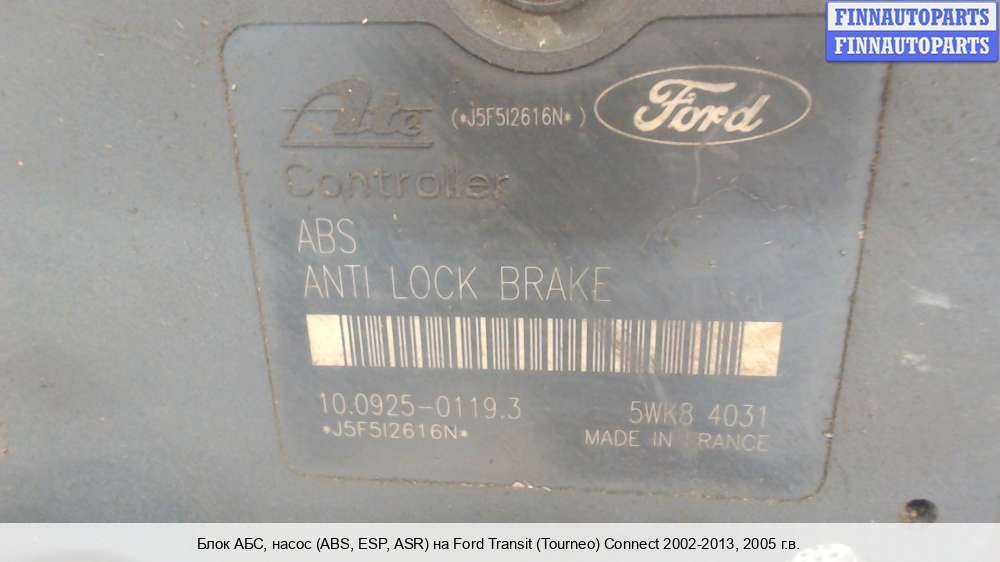 FINNAUTOPARTS
FINNAUTOPARTS
Ate (*J5F5I2616N*) Ford
Controller
ABS
ANTI LOCK BRAKE
10.0925-0119.3 5WK8 4031
*J5F5I2616N* MADE IN FRANCE
Блок АБС, насос (ABS, ESP, ASR) на Ford Transit (Tourneo) Connect 2002-2013, 2005 г.в.